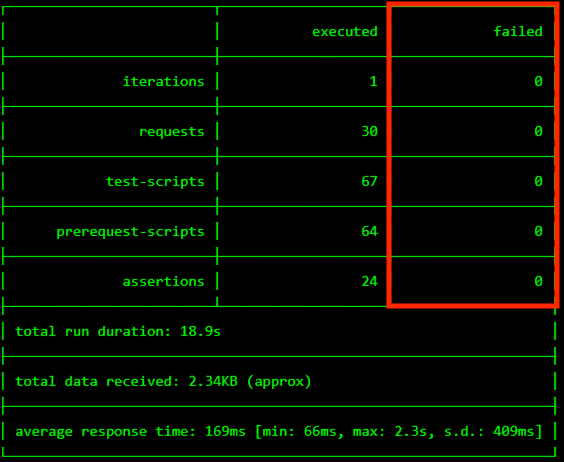 executed failed
iterations 1 0
requests 30 0
test-scripts 67 0
prerequest-scripts 64 0
assertions 24 0
total run duration: 18.9s
total data received: 2.34KB (approx)
average response time: 169ms [min: 66ms, max: 2.3s, s.d.: 409ms]